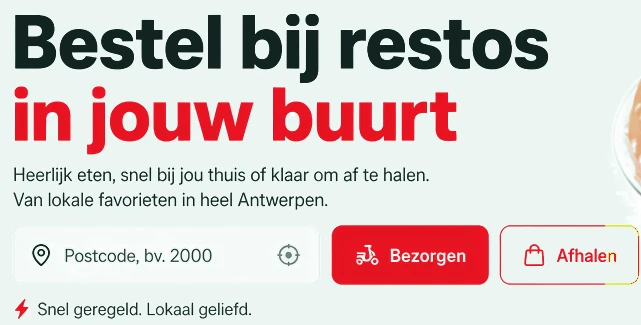 Bestel bij restos
in jouw buurt
Heerlijk eten, snel bij jou thuis of klaar om af te halen.
Van lokale favorieten in heel Antwerpen.
Postcode, bv. 2000
Bezorgen
Afhalen
Snel geregeld. Lokaal geliefd.